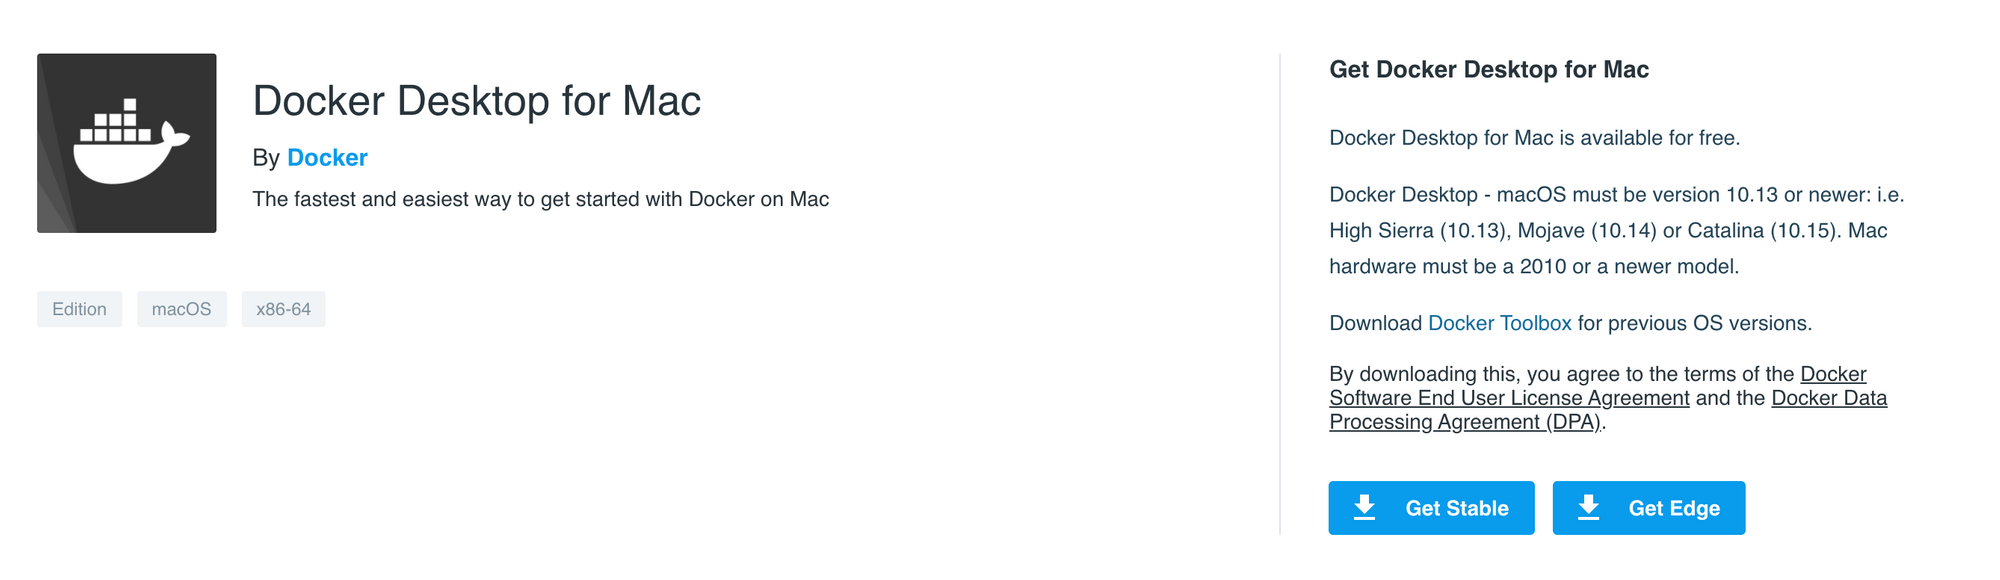 Docker Desktop for Mac
By Docker
The fastest and easiest way to get started with Docker on Mac
Edition
macOS
x86-64
Get Docker Desktop for Mac
Docker Desktop for Mac is available for free.
Docker Desktop - macOS must be version 10.13 or newer: i.e.
High Sierra (10.13), Mojave (10.14) or Catalina (10.15). Mac
hardware must be a 2010 or a newer model.
Download Docker Toolbox for previous OS versions.
By downloading this, you agree to the terms of the Docker
Software End User License Agreement and the Docker Data
Processing Agreement (DPA).
Get Stable
Get Edge